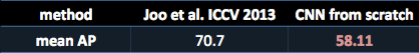 method Joo et al. ICCV 2013 CNN from scratch
mean AP 70.7 58.11